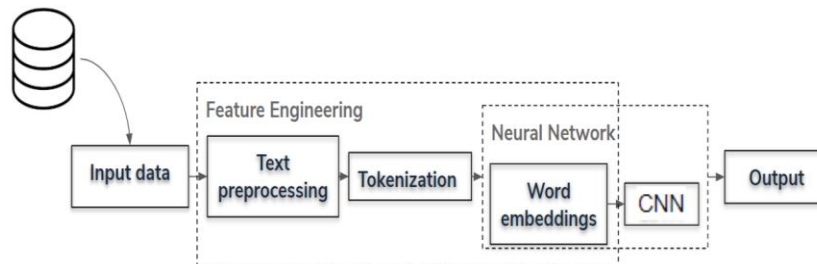 Feature Engineering
Neural Network
Input data
Text
preprocessing
Tokenization
Word
embeddings
CNN
Output